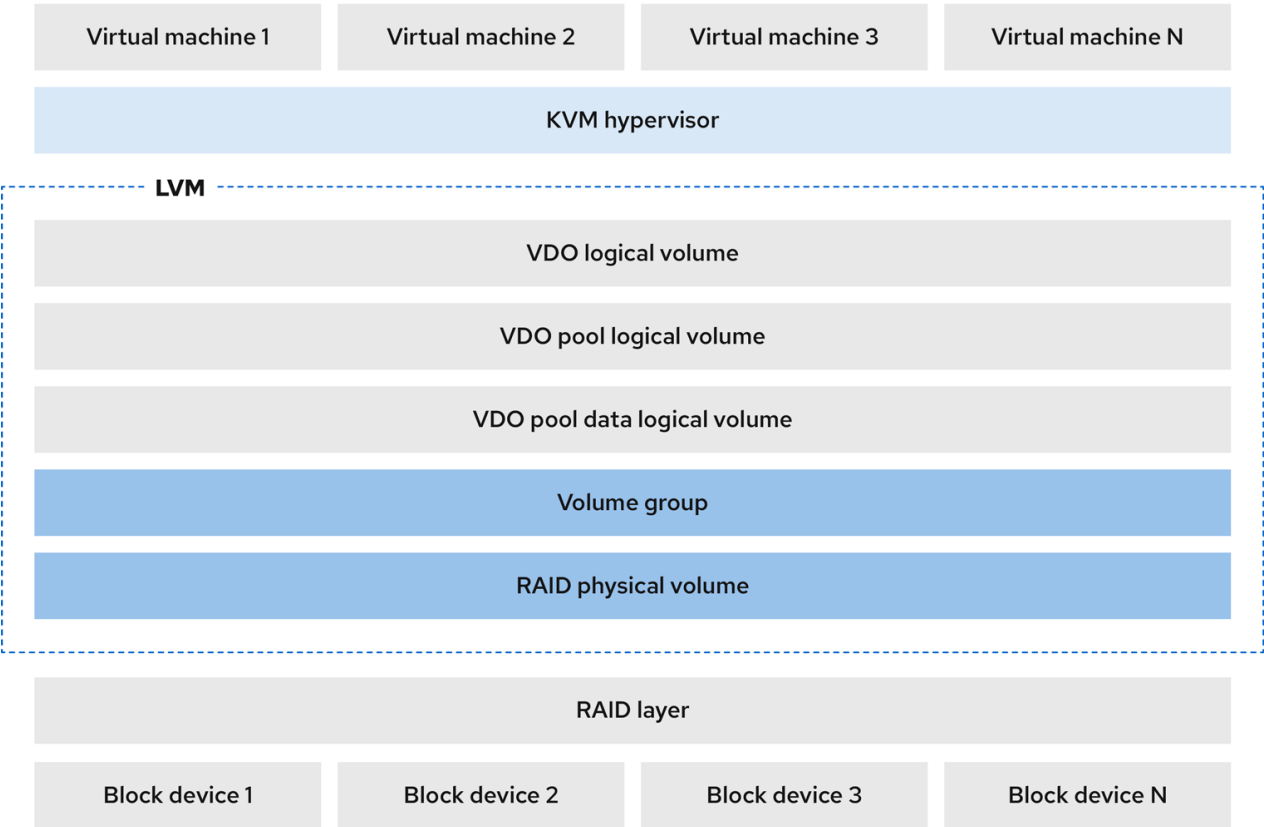 Virtual machine 1
Virtual machine 2
Virtual machine 3
Virtual machine N
KVM hypervisor
LVM
VDO logical volume
VDO pool logical volume
VDO pool data logical volume
Volume group
RAID physical volume
RAID layer
Block device 1
Block device 2
Block device 3
Block device N